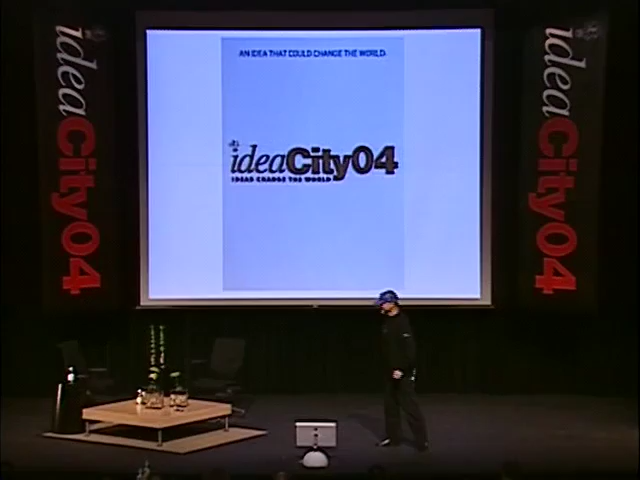 AN IDEA THAT COULD CHANGE THE WORLD.
ideaCity04
IDEAS CHANGE THE WORLD
ideaCity04
ideaCity04